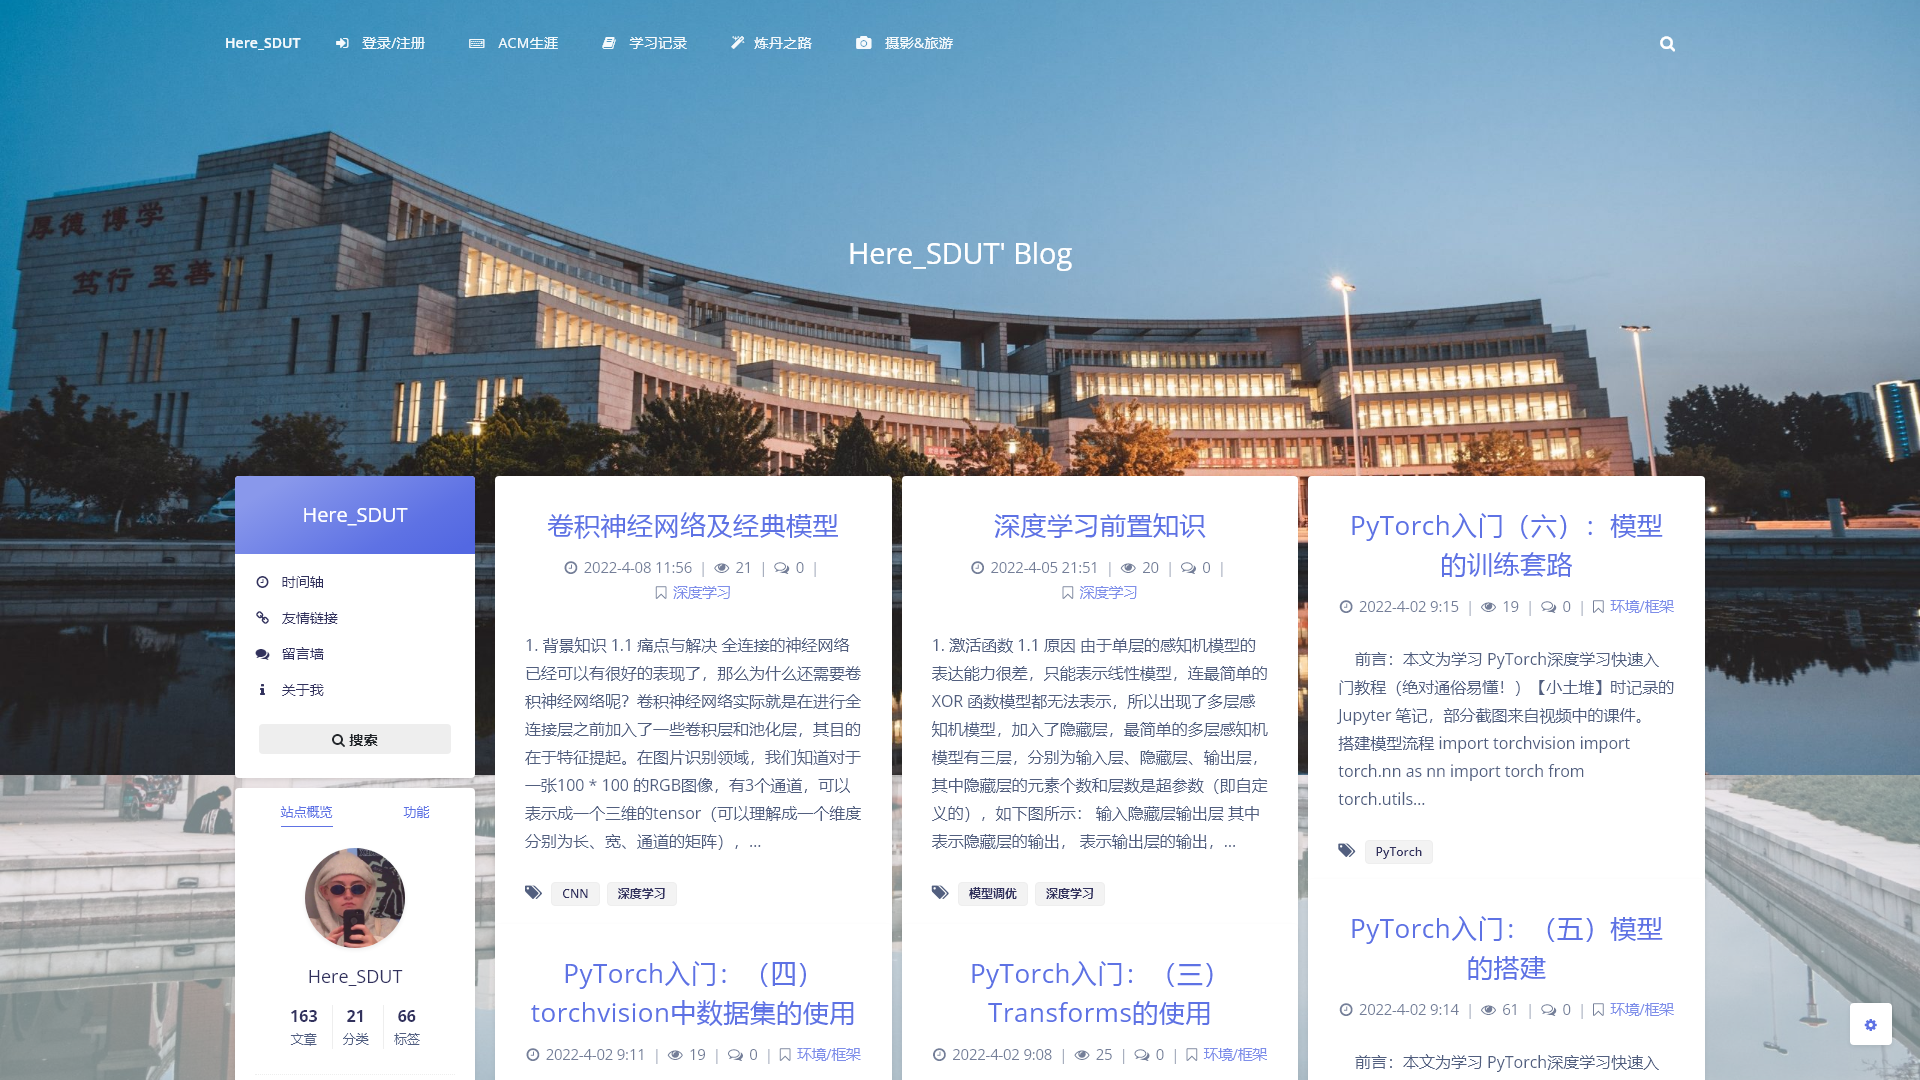 Here_SDUT
登录/注册
ACM生涯
学习记录
炼丹之路
摄影&旅游
厚德 博学
笃行 至善
Here_SDUT' Blog
Here_SDUT
时间轴
友情链接
留言墙
关于我
搜索
站点概览
功能
Here_SDUT
163
21
66
文章
分类
标签
卷积神经网络及经典模型
2022-4-08 11:56 | 21 | 0 |
深度学习
1. 背景知识 1.1 痛点与解决 全连接的神经网络
已经可以有很好的表现了，那么为什么还需要卷
积神经网络呢？卷积神经网络实际就是在进行全
连接层之前加入了一些卷积层和池化层，其目的
在于特征提起。在图片识别领域，我们知道对于
一张100 * 100 的RGB图像，有3个通道，可以
表示成一个三维的tensor（可以理解成一个维度
分别为长、宽、通道的矩阵），...
CNN
深度学习
PyTorch入门：（四）
torchvision中数据集的使用
2022-4-02 9:11 | 19 | 0 | 环境/框架
深度学习前置知识
2022-4-05 21:51 | 20 | 0 |
深度学习
1. 激活函数 1.1 原因 由于单层的感知机模型的
表达能力很差，只能表示线性模型，连最简单的
XOR 函数模型都无法表示，所以出现了多层感
知机模型，加入了隐藏层，最简单的多层感知机
模型有三层，分别为输入层、隐藏层、输出层，
其中隐藏层的元素个数和层数是超参数（即自定
义的），如下图所示： 输入隐藏层输出层 其中
表示隐藏层的输出， 表示输出层的输出，...
模型调优
深度学习
PyTorch入门：（三）
Transforms的使用
2022-4-02 9:08 | 25 | 0 | 环境/框架
PyTorch入门（六）：模型
的训练套路
2022-4-02 9:15 | 19 | 0 | 环境/框架
前言：本文为学习 PyTorch深度学习快速入
门教程（绝对通俗易懂！）【小土堆】时记录的
Jupyter 笔记，部分截图来自视频中的课件。
搭建模型流程 import torchvision import
torch.nn as nn import torch from
torch.utils...
PyTorch
PyTorch入门：（五）模型
的搭建
2022-4-02 9:14 | 61 | 0 | 环境/框架
前言：本文为学习 PyTorch深度学习快速入